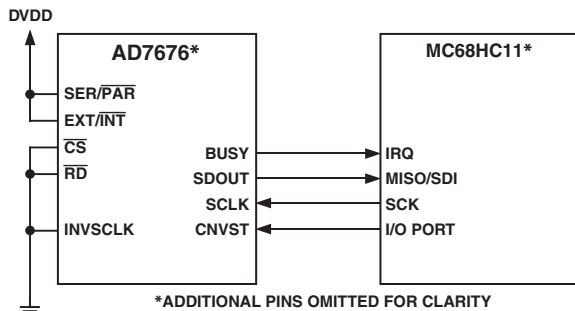 DVDD
AD7676*
MC68HC11*
SER/PAR
EXT/INT
CS
RD
INVSCLK
BUSY
SDOUT
SCLK
CNVST
IRQ
MISO/SDI
SCK
I/O PORT
*ADDITIONAL PINS OMITTED FOR CLARITY